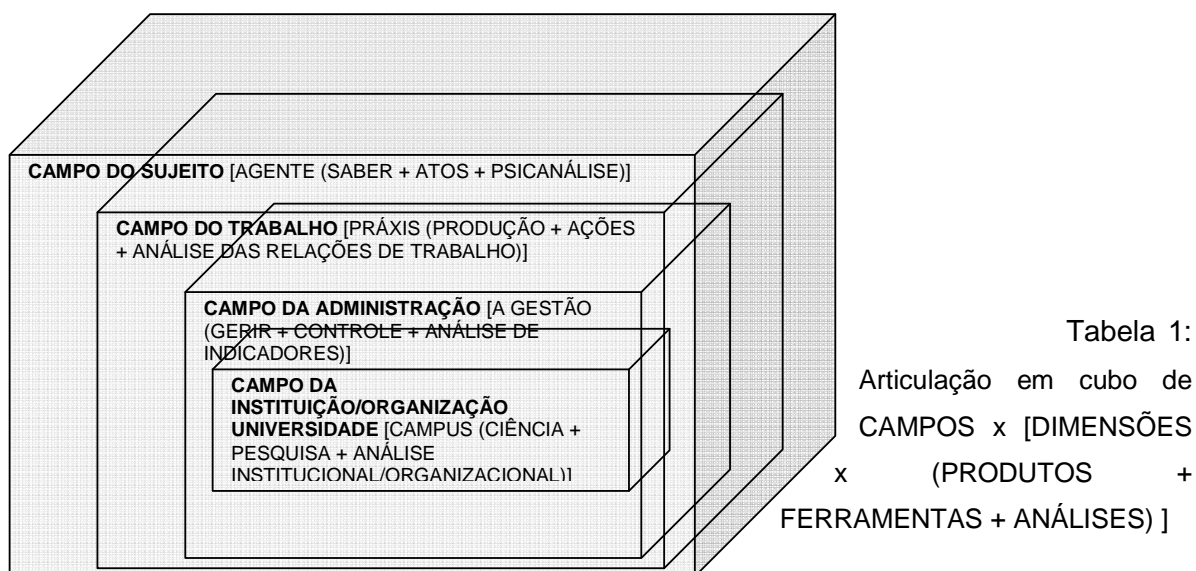 CAMPO DO SUJEITO [AGENTE (SABER + ATOS + PSICANÁLISE)]
CAMPO DO TRABALHO [PRÁXIS (PRODUÇÃO + AÇÕES
+ ANÁLISE DAS RELAÇÕES DE TRABALHO)]
CAMPO DA ADMINISTRAÇÃO [A GESTÃO
(GERIR + CONTROLE + ANÁLISE DE
INDICADORES)]
CAMPO DA
INSTITUIÇÃO/ORGANIZAÇÃO
UNIVERSIDADE [CAMPUS (CIÊNCIA +
PESQUISA + ANÁLISE
INSTITUCIONAL/ORGANIZACIONAL)]
Tabela 1:
Articulação em cubo de
CAMPOS x [DIMENSÕES
x (PRODUTOS +
FERRAMENTAS + ANÁLISES) ]